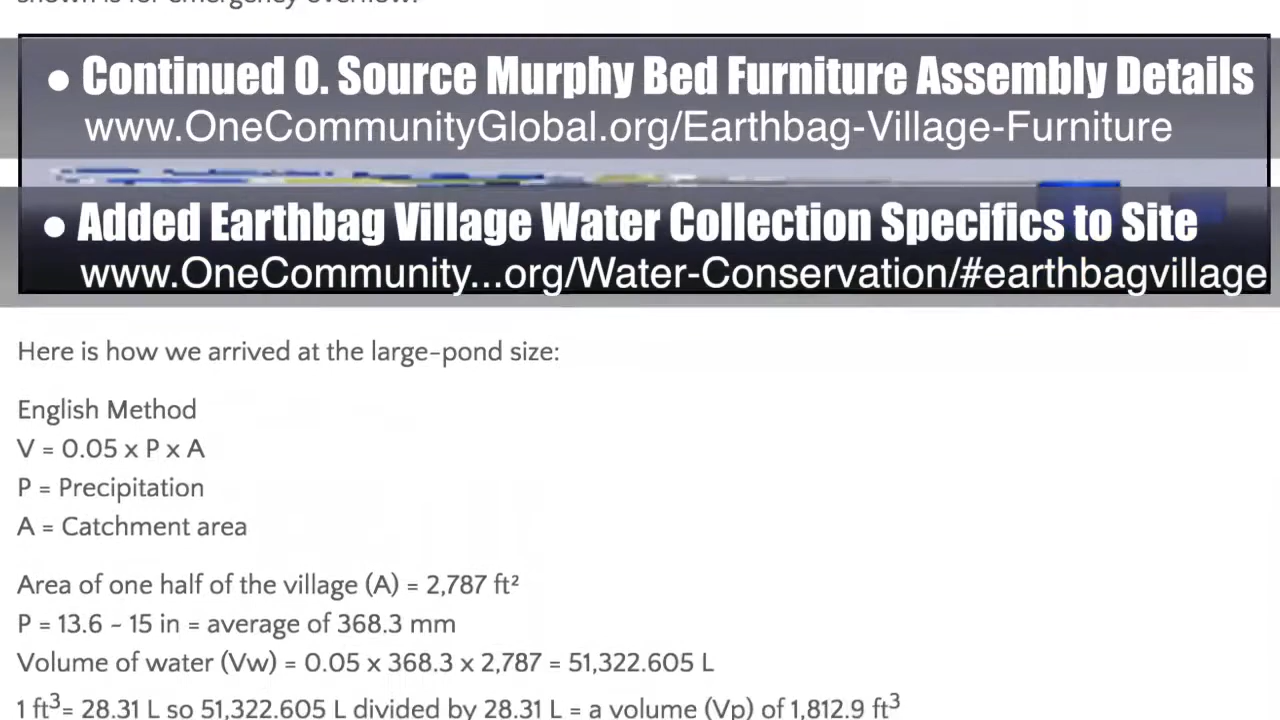 shown is for emergency overflow.
● Continued O. Source Murphy Bed Furniture Assembly Details
www.OneCommunityGlobal.org/Earthbag-Village-Furniture
● Added Earthbag Village Water Collection Specifics to Site
www.OneCommunity...org/Water-Conservation/#earthbagvillage
Here is how we arrived at the large-pond size:
English Method
V = 0.05 x P x A
P = Precipitation
A = Catchment area
Area of one half of the village (A) = 2,787 ft²
P = 13.6 - 15 in = average of 368.3 mm
Volume of water (Vw) = 0.05 x 368.3 x 2,787 = 51,322.605 L
1 ft³= 28.31 L so 51,322.605 L divided by 28.31 L = a volume (Vp) of 1,812.9 ft³